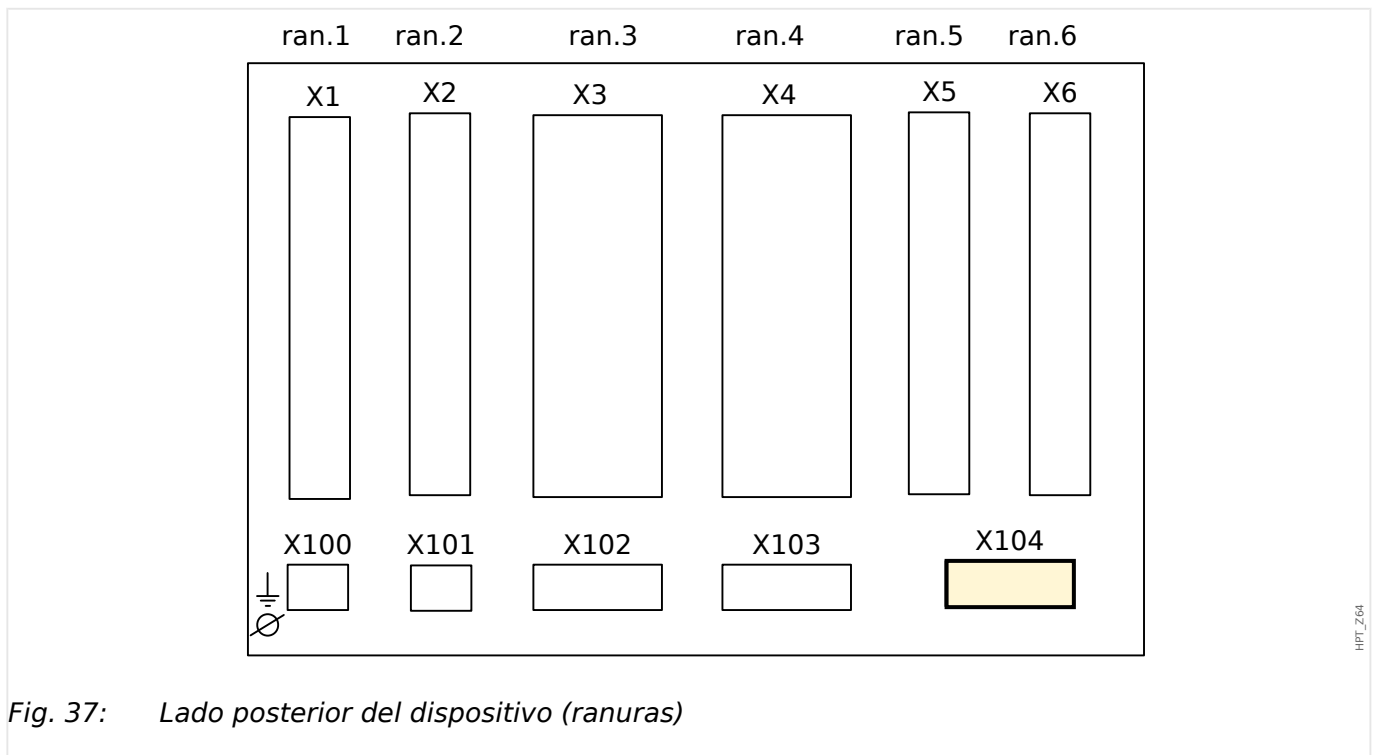 ran.1 ran.2 ran.3 ran.4 ran.5 ran.6
X1 X2 X3 X4 X5 X6
X100 X101 X102 X103 X104
HPT_Z64
Fig. 37: Lado posterior del dispositivo (ranuras)